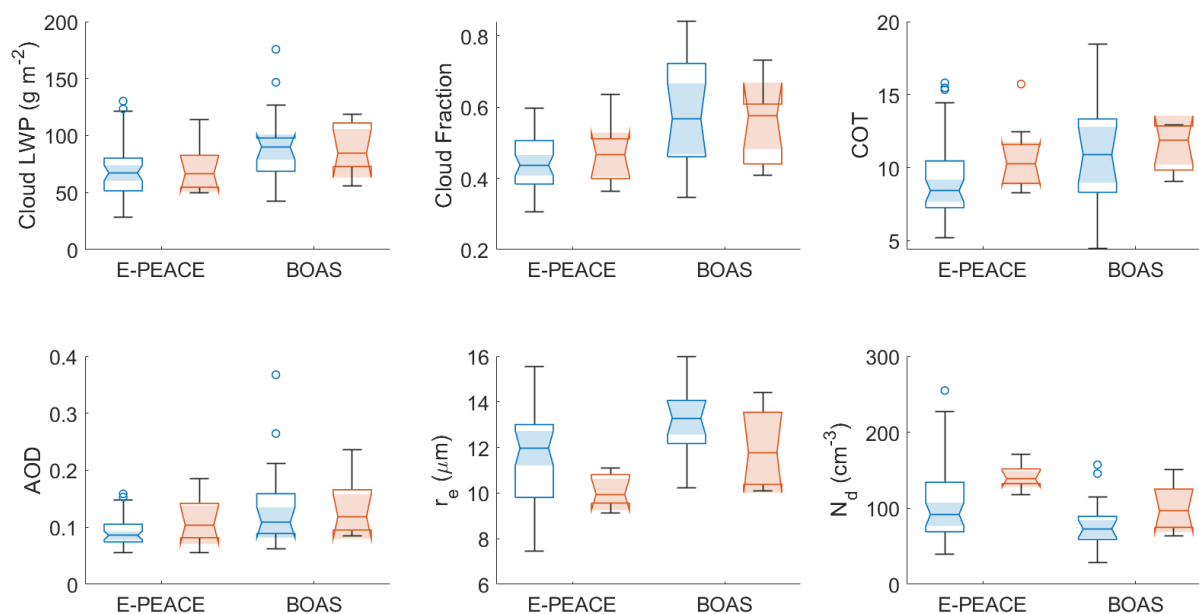 Cloud LWP (g m⁻²)
200
150
100
50
0
E-PEACE BOAS
Cloud Fraction
0.8
0.6
0.4
0.2
E-PEACE BOAS
COT
20
15
10
5
E-PEACE BOAS
AOD
0.4
0.3
0.2
0.1
0
E-PEACE BOAS
r_e (μm)
16
14
12
10
8
6
E-PEACE BOAS
N_d (cm⁻³)
300
200
100
0
E-PEACE BOAS